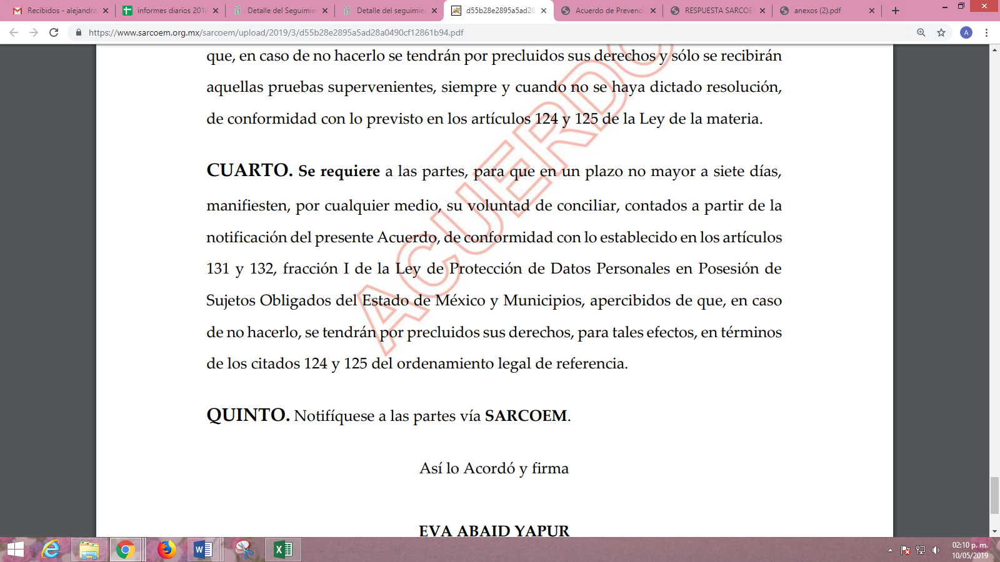 Recibidos - alejandra
informes diarios 2018
Detalle del Seguimie
Detalle del seguimie
d55b28e2895a5ad28
Acuerdo de Prevenci
RESPUESTA SARCOE
anexos (2).pdf
https://www.sarcoem.org.mx/sarcoem/upload/2019/3/d55b28e2895a5ad28a0490cf12861b94.pdf
A
que, en caso de no hacerlo se tendrán por precluidos sus derechos y sólo se recibirán
aquellas pruebas supervenientes, siempre y cuando no se haya dictado resolución,
de conformidad con lo previsto en los artículos 124 y 125 de la Ley de la materia.
CUARTO. Se requiere a las partes, para que en un plazo no mayor a siete días,
manifiesten, por cualquier medio, su voluntad de conciliar, contados a partir de la
notificación del presente Acuerdo, de conformidad con lo establecido en los artículos
131 y 132, fracción I de la Ley de Protección de Datos Personales en Posesión de
Sujetos Obligados del Estado de México y Municipios, apercibidos de que, en caso
de no hacerlo, se tendrán por precluidos sus derechos, para tales efectos, en términos
de los citados 124 y 125 del ordenamiento legal de referencia.
QUINTO. Notifíquese a las partes vía SARCOEM.
Así lo Acordó y firma
EVA ABAID YAPUR
ACUERDO
02:10 p. m.
10/05/2019